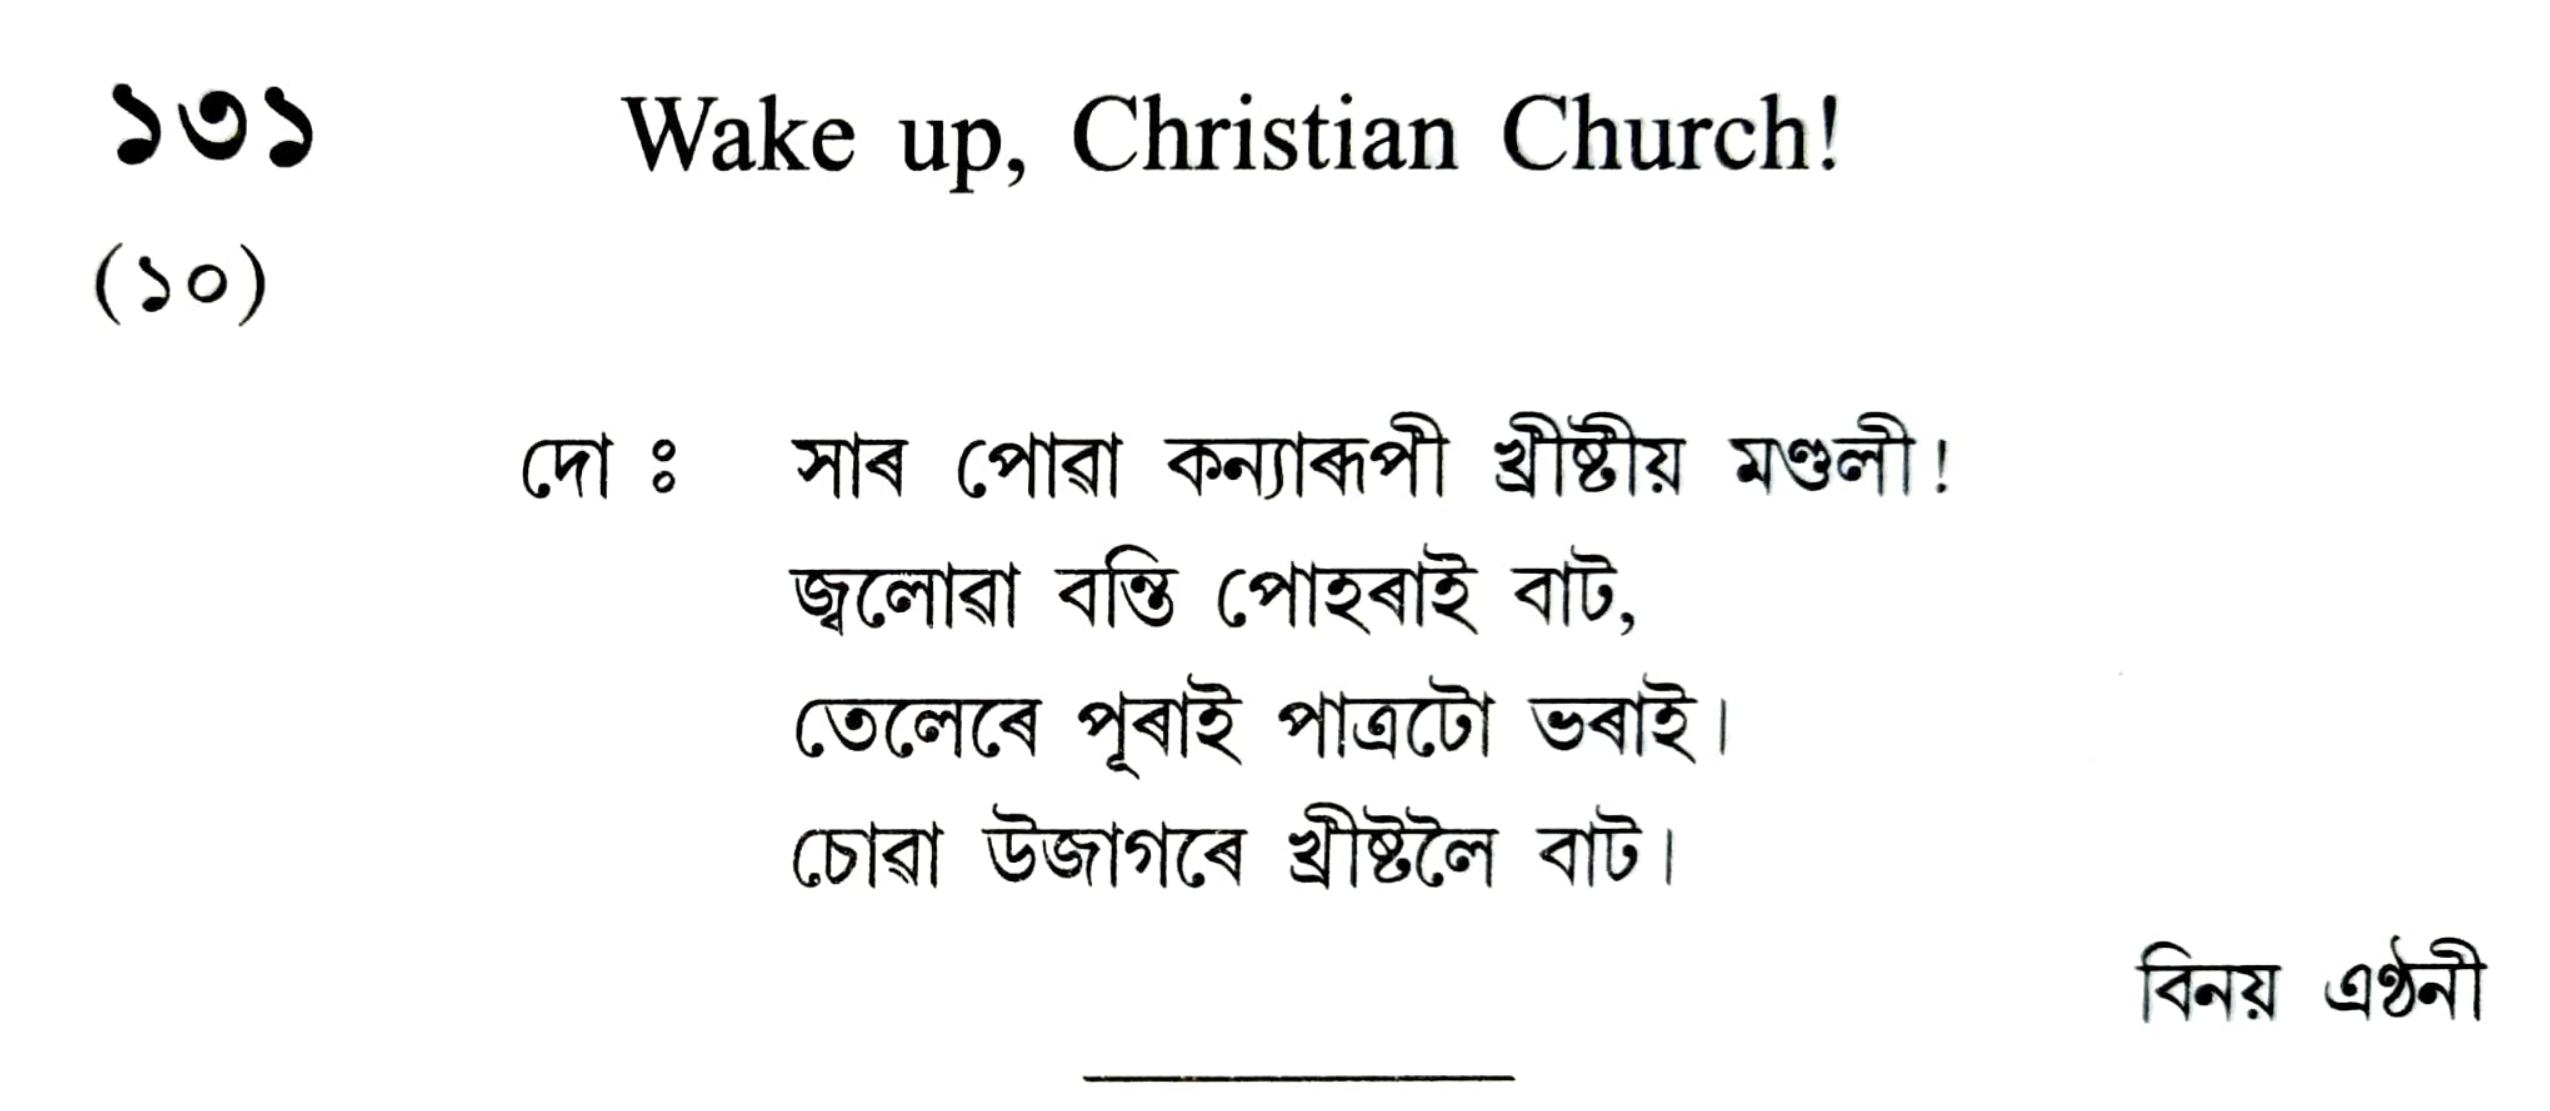 ১৩১ Wake up, Christian Church!
(১০)
দো ঃ সাৰ পোৱা কন্যাৰূপী খ্ৰীষ্টীয় মণ্ডলী!
জ্বলোৱা বন্তি পোহৰাই বাট,
তেলেৰে পূৰাই পাত্ৰটো ভৰাই।
চোৱা উজাগৰে খ্ৰীষ্টলৈ বাট।
বিনয় এণ্ঠনী